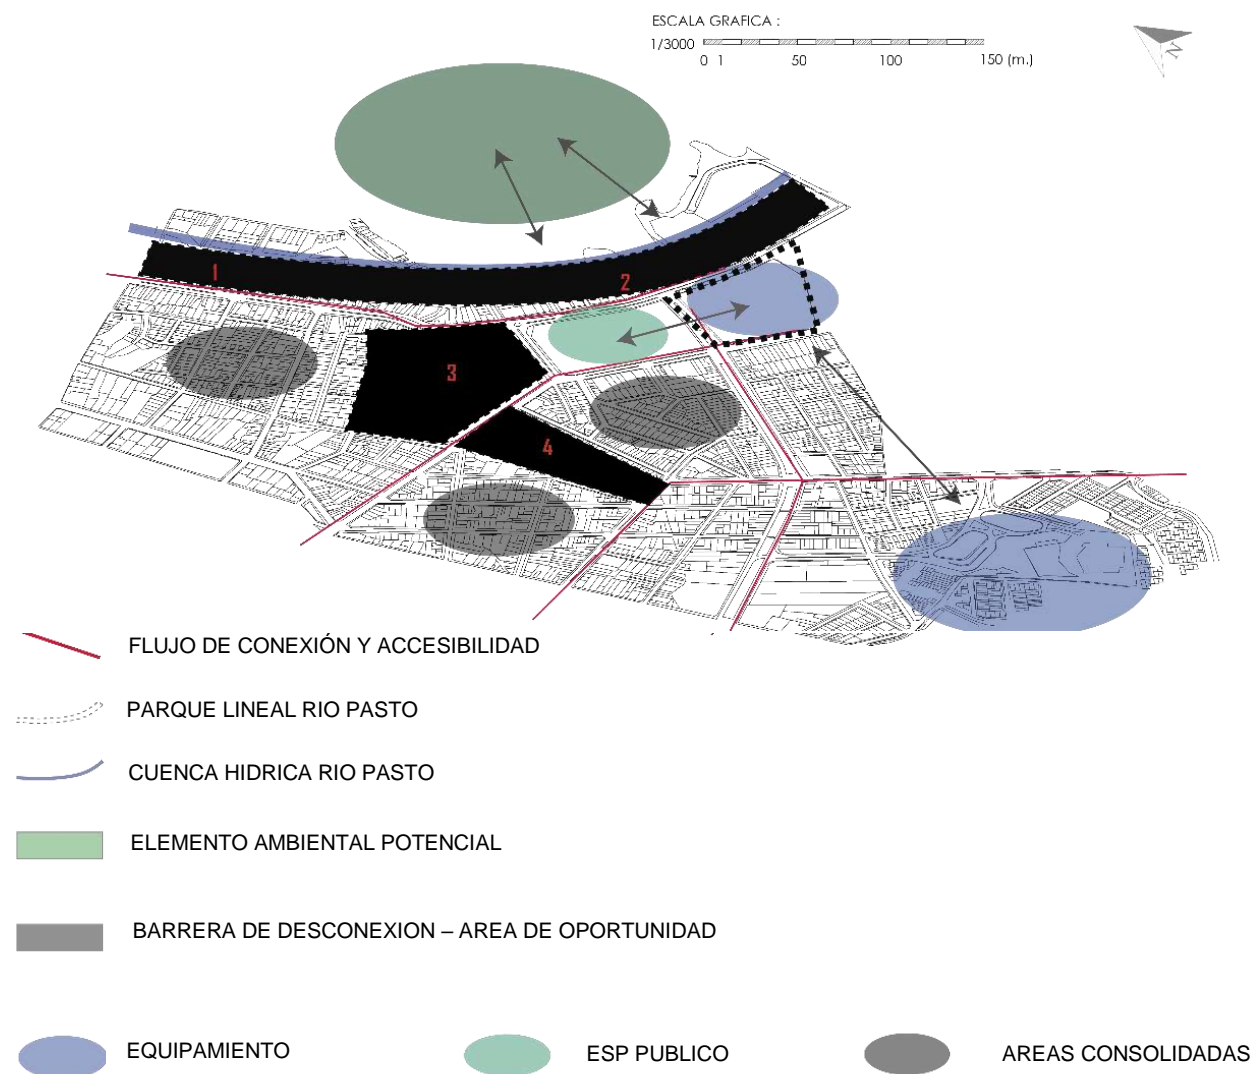 ESCALA GRAFICA :
1/3000
0 1 50 100 150 (m.)
N
1
2
3
4
FLUJO DE CONEXIÓN Y ACCESIBILIDAD
PARQUE LINEAL RIO PASTO
CUENCA HIDRICA RIO PASTO
ELEMENTO AMBIENTAL POTENCIAL
BARRERA DE DESCONEXION – AREA DE OPORTUNIDAD
EQUIPAMIENTO
ESP PUBLICO
AREAS CONSOLIDADAS